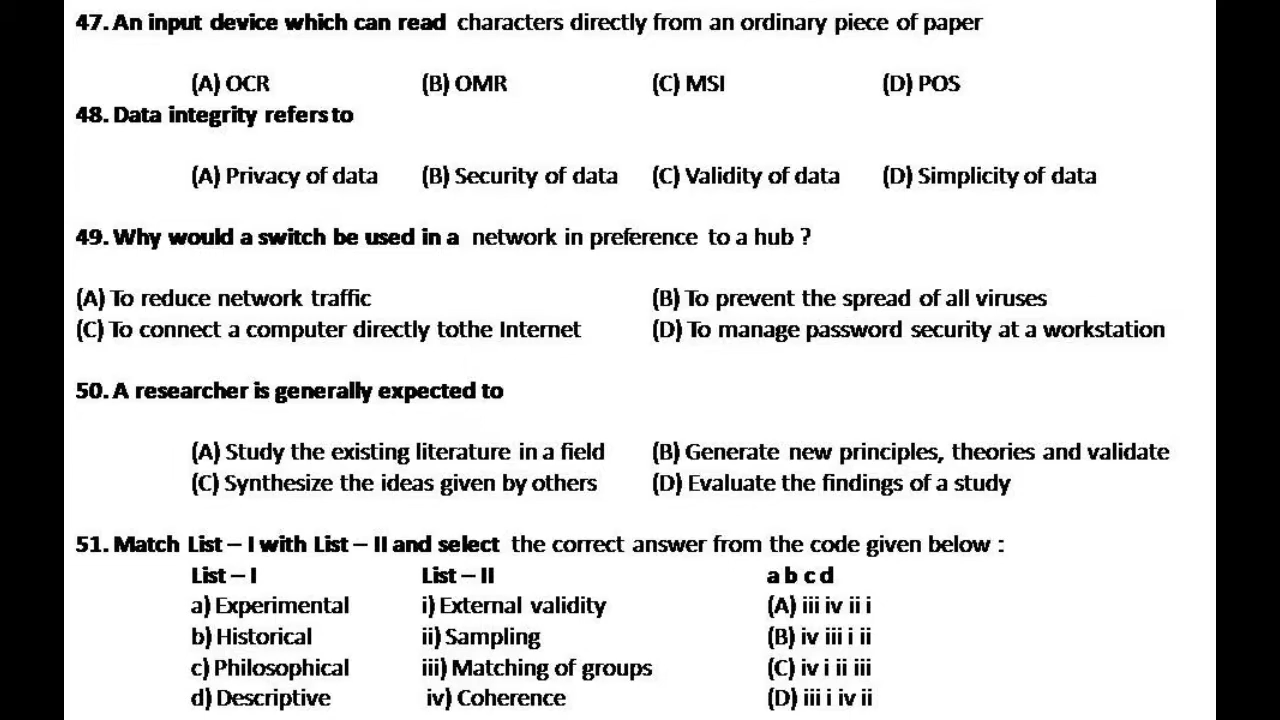 47. An input device which can read characters directly from an ordinary piece of paper
(A) OCR (B) OMR (C) MSI (D) POS
48. Data integrity refers to
(A) Privacy of data (B) Security of data (C) Validity of data (D) Simplicity of data
49. Why would a switch be used in a network in preference to a hub ?
(A) To reduce network traffic (B) To prevent the spread of all viruses
(C) To connect a computer directly tothe Internet (D) To manage password security at a workstation
50. A researcher is generally expected to
(A) Study the existing literature in a field (B) Generate new principles, theories and validate
(C) Synthesize the ideas given by others (D) Evaluate the findings of a study
51. Match List – I with List – II and select the correct answer from the code given below :
List – I List – II a b c d
a) Experimental i) External validity (A) iii iv ii i
b) Historical ii) Sampling (B) iv iii i ii
c) Philosophical iii) Matching of groups (C) iv i ii iii
d) Descriptive iv) Coherence (D) iii i iv ii